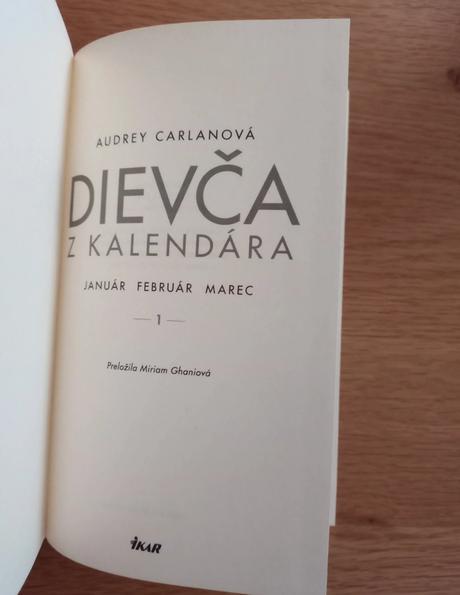 AUDREY CARLANOVÁ
DIEVČA
Z KALENDÁRA
JANUÁR FEBRUÁR MAREC
— 1 —
Preložila Miriam Ghaniová
IKAR